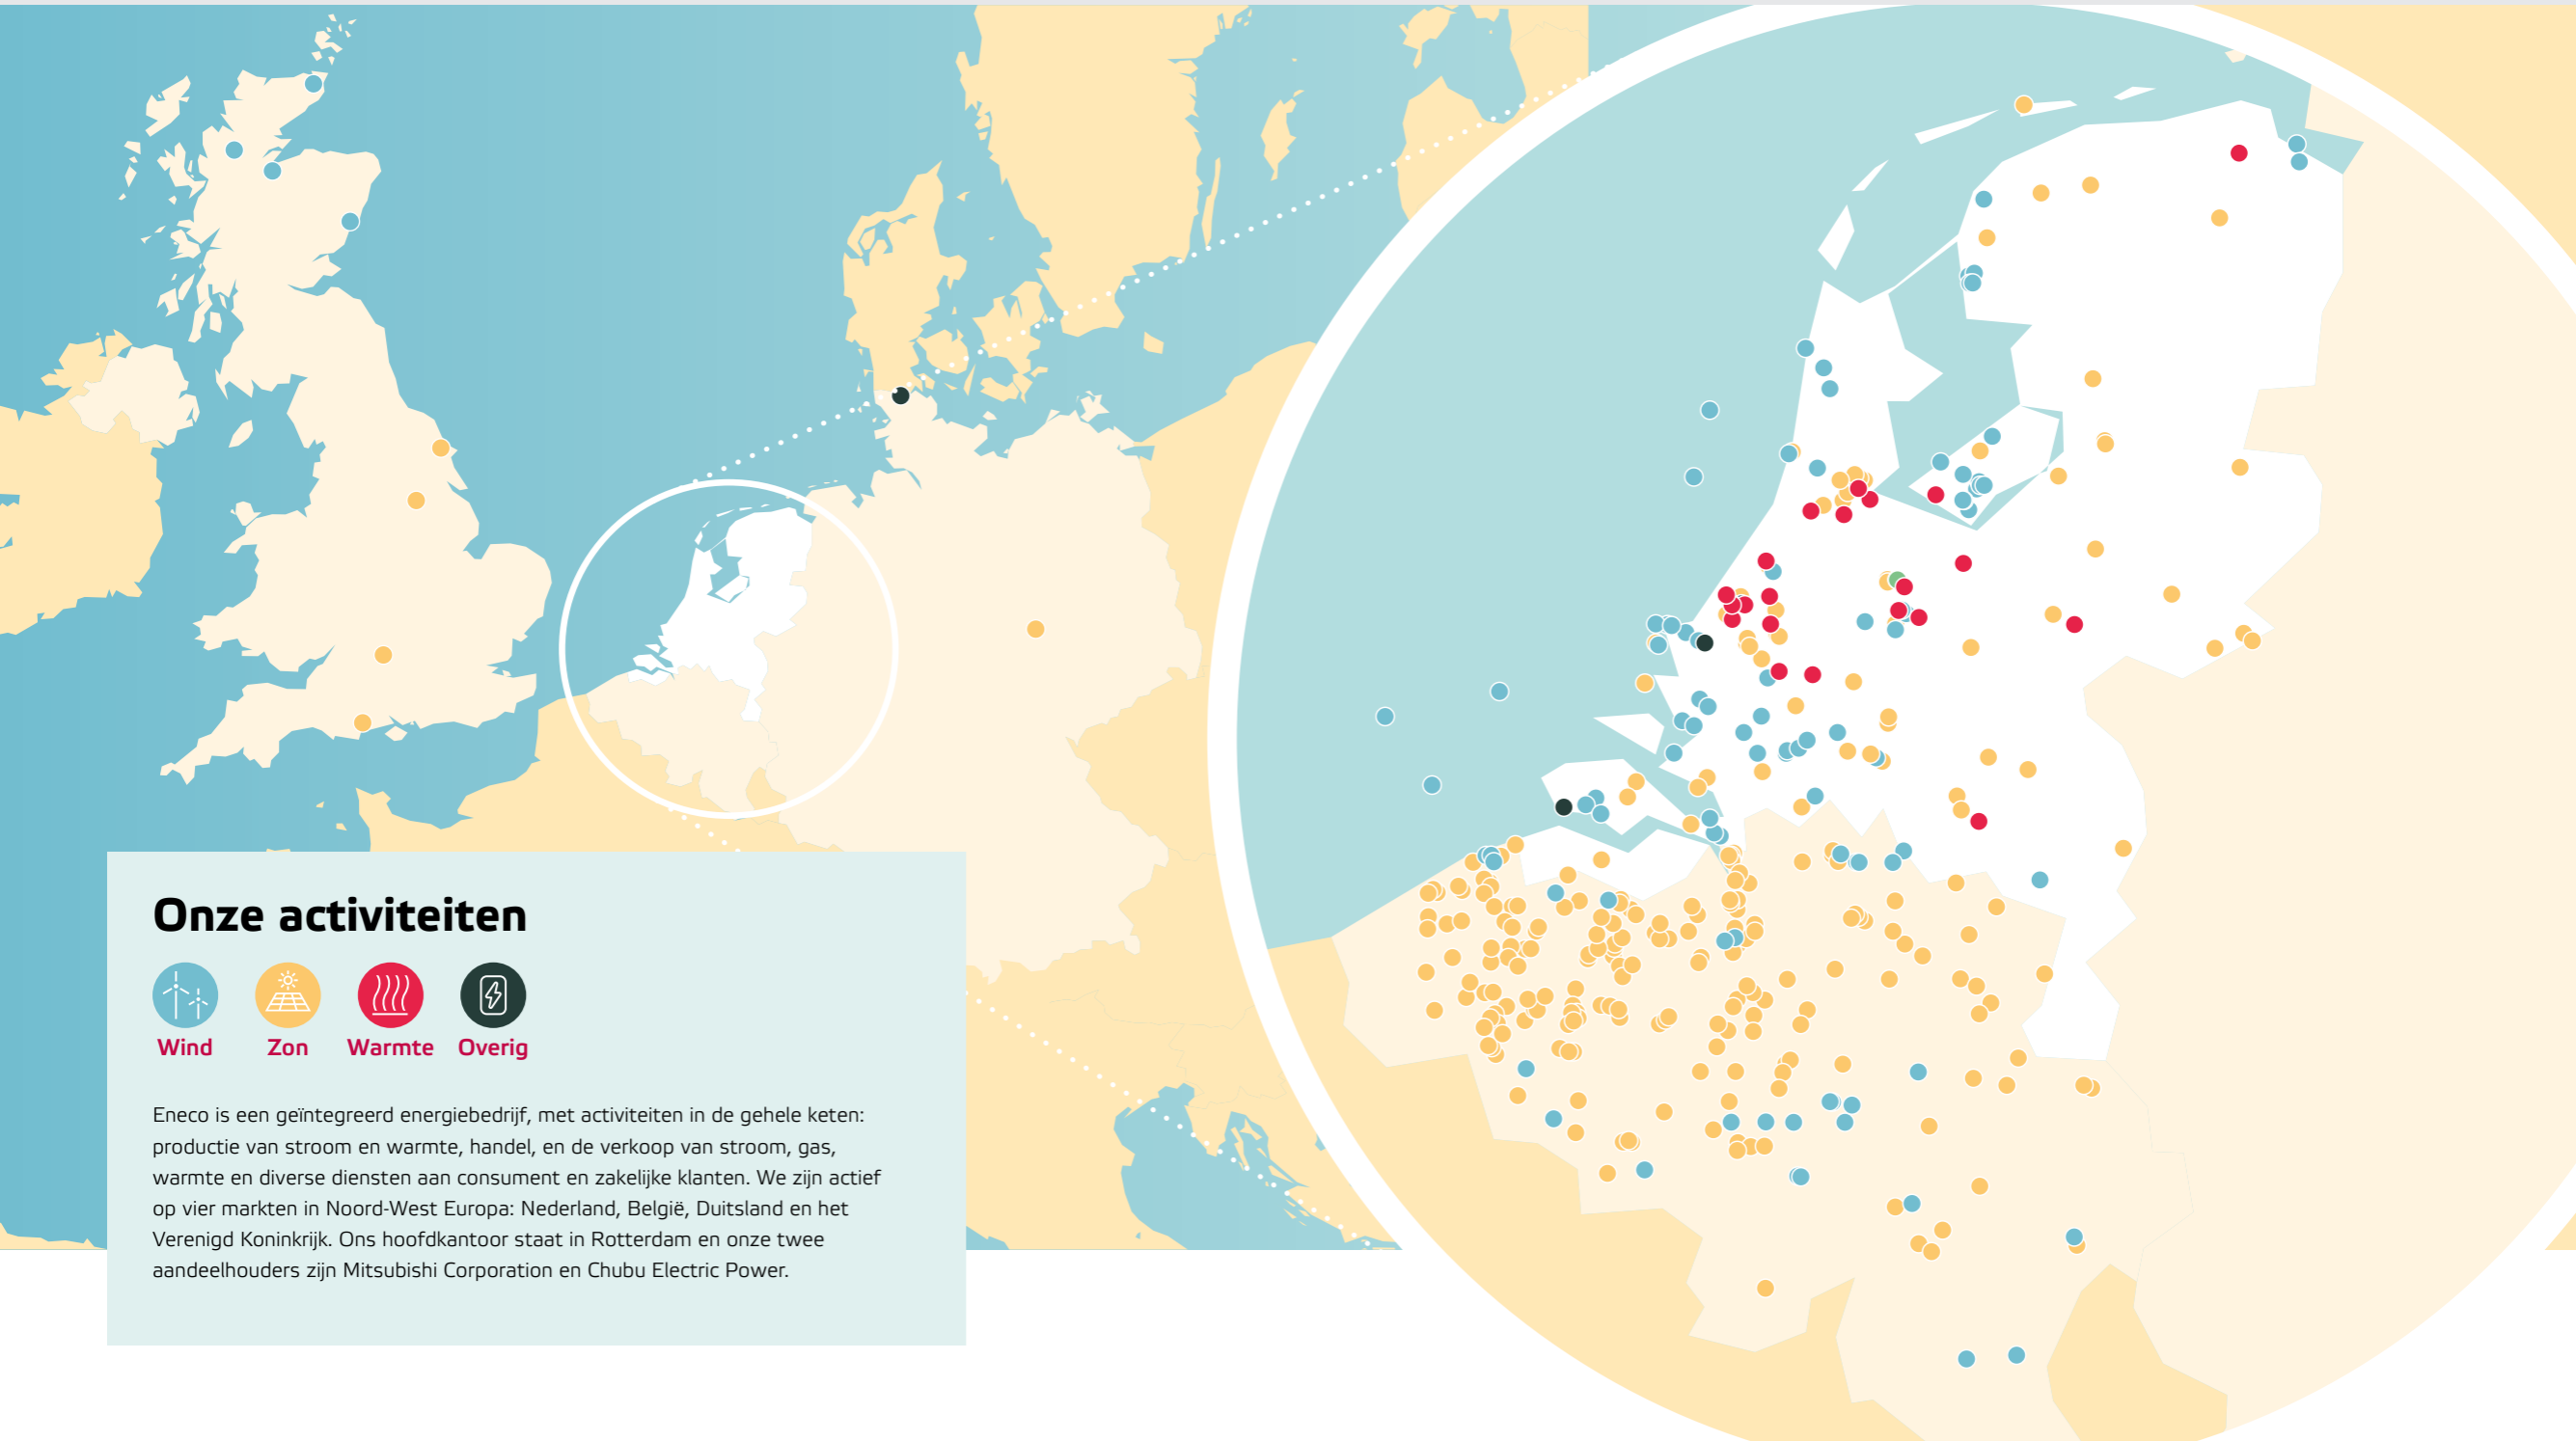 Onze activiteiten
Wind Zon Warmte Overig
Eneco is een geïntegreerd energiebedrijf, met activiteiten in de gehele keten:
productie van stroom en warmte, handel, en de verkoop van stroom, gas,
warmte en diverse diensten aan consument en zakelijke klanten. We zijn actief
op vier markten in Noord-West Europa: Nederland, België, Duitsland en het
Verenigd Koninkrijk. Ons hoofdkantoor staat in Rotterdam en onze twee
aandeelhouders zijn Mitsubishi Corporation en Chubu Electric Power.